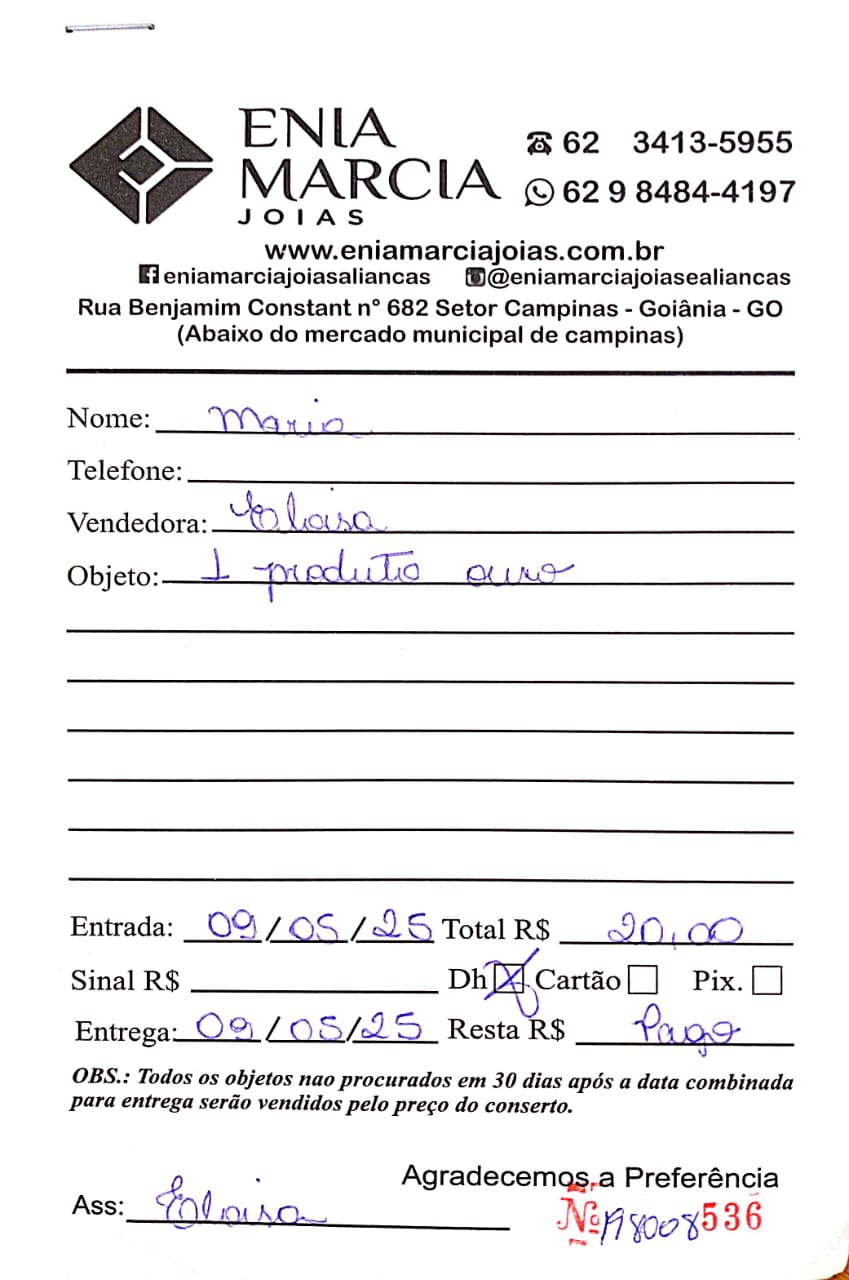 ENIA
MARCIA
JOIAS
62 3413-5955
62 9 8484-4197
www.eniamarciajoias.com.br
eniamarciajoiasaliancas @eniamarciajoiasealiancas
Rua Benjamim Constant n° 682 Setor Campinas - Goiânia - GO
(Abaixo do mercado municipal de campinas)
Nome: Maria
Telefone:
Vendedora: Eloisa
Objeto: 1 produtio ouro
Entrada: 09/05/25 Total R$ 20,00
Sinal R$ Dh X Cartão Pix.
Entrega: 09/05/25 Resta R$ Pago
OBS.: Todos os objetos nao procurados em 30 dias após a data combinada
para entrega serão vendidos pelo preço do conserto.
Agradecemos a Preferência
Ass: Eloisa
Nº 198008536